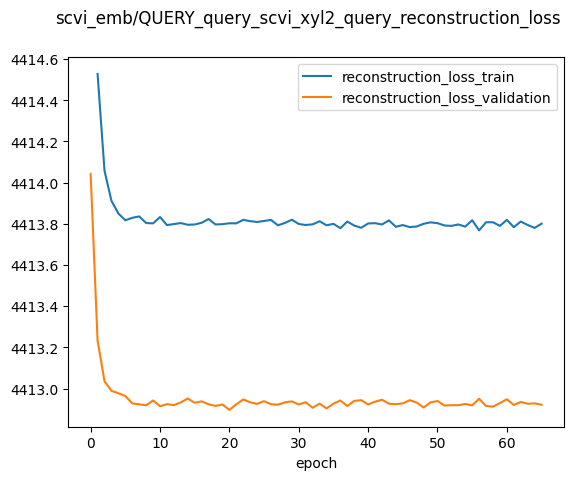 scvi_emb/QUERY_query_scvi_xyl2_query_reconstruction_loss
4414.6
4414.4
4414.2
4414.0
4413.8
4413.6
4413.4
4413.2
4413.0
reconstruction_loss_train
reconstruction_loss_validation
0 10 20 30 40 50 60
epoch